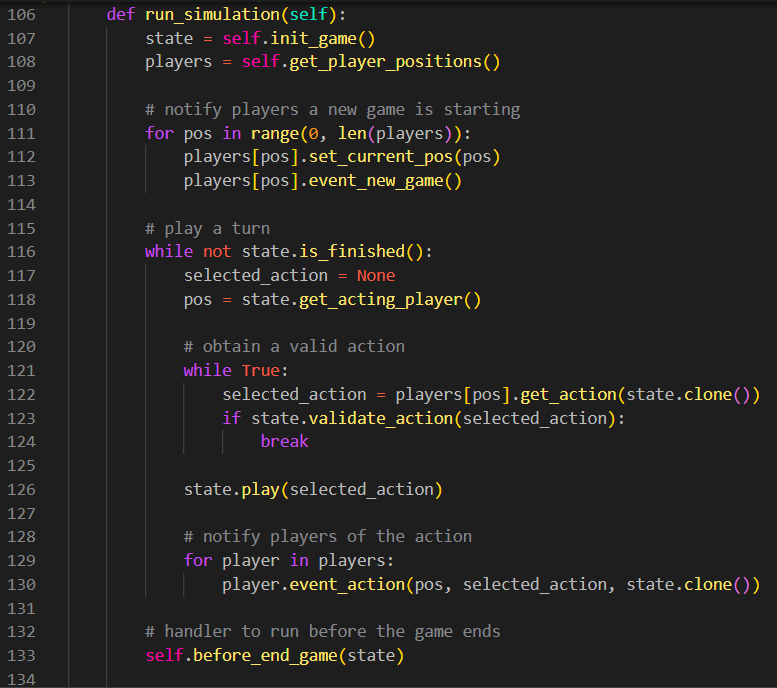 106 def run_simulation(self):
107 state = self.init_game()
108 players = self.get_player_positions()
109
110 # notify players a new game is starting
111 for pos in range(0, len(players)):
112 players[pos].set_current_pos(pos)
113 players[pos].event_new_game()
114
115 # play a turn
116 while not state.is_finished():
117 selected_action = None
118 pos = state.get_acting_player()
119
120 # obtain a valid action
121 while True:
122 selected_action = players[pos].get_action(state.clone())
123 if state.validate_action(selected_action):
124 break
125
126 state.play(selected_action)
127
128 # notify players of the action
129 for player in players:
130 player.event_action(pos, selected_action, state.clone())
131
132 # handler to run before the game ends
133 self.before_end_game(state)
134